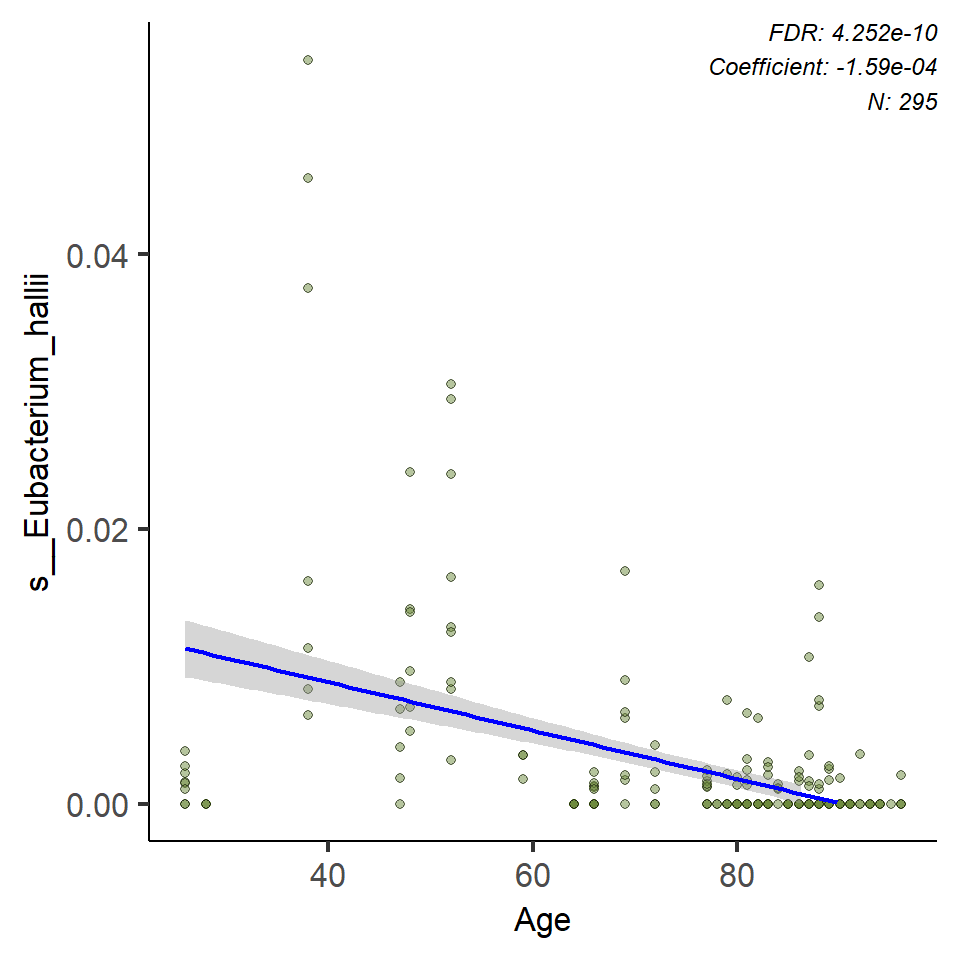 FDR: 4.252e-10
Coefficient: -1.59e-04
N: 295
0.04
0.02
0.00
s__Eubacterium_hallii
40 60 80
Age